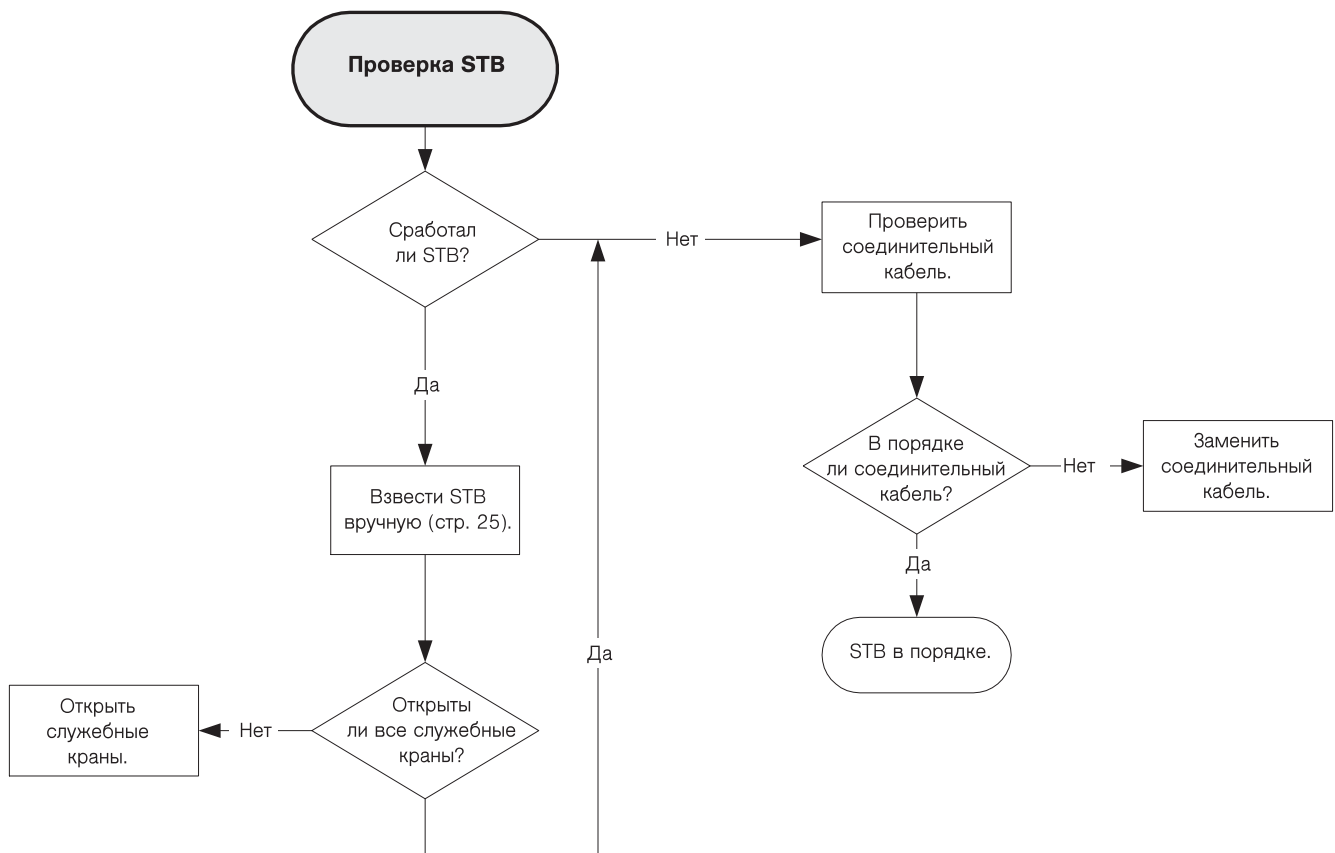 Проверка STB
Сработал
ли STB?
Нет
Проверить
соединительный
кабель.
Да
В порядке
ли соединительный
кабель?
Нет
Заменить
соединительный
кабель.
Взвести STB
вручную (стр. 25).
Да
STB в порядке.
Да
Открыты
ли все служебные
краны?
Нет
Открыть
служебные
краны.